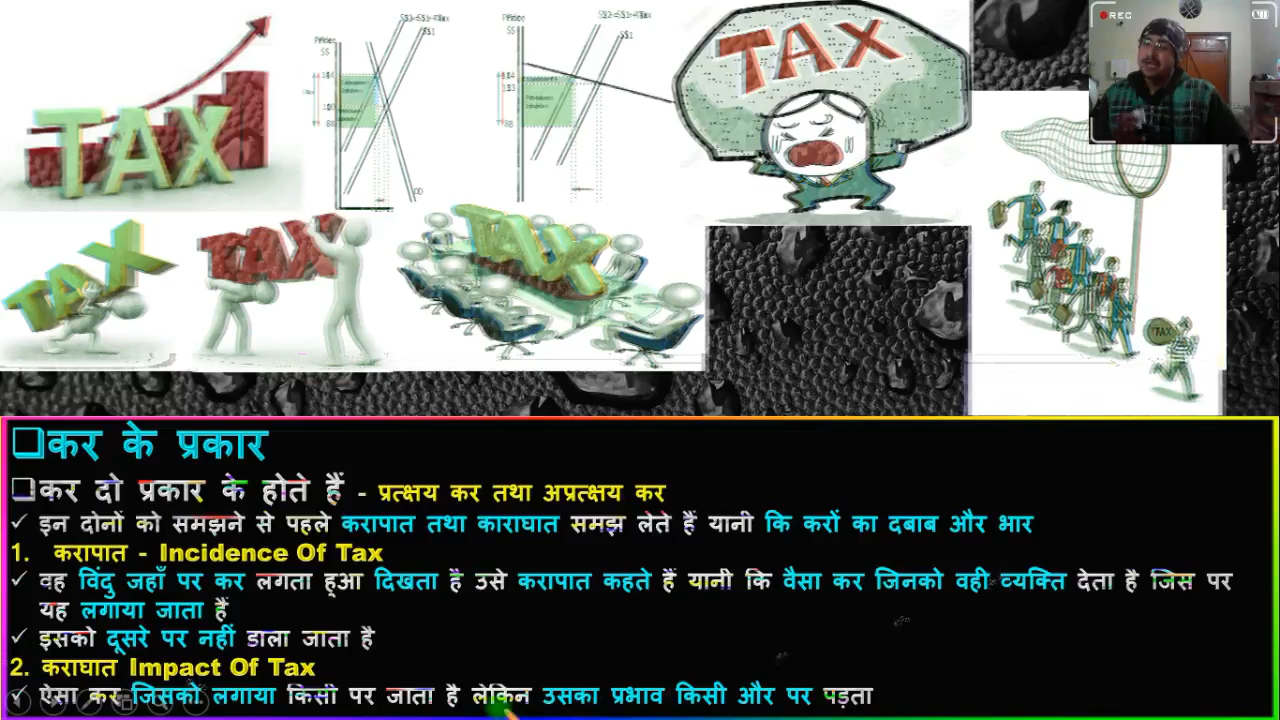 TAX
TAX
REC
TAX
TAX
TAX
TAX
❑कर के प्रकार
❑कर दो प्रकार के होते हैं - प्रत्क्षय कर तथा अप्रत्क्षय कर
✓ इन दोनों को समझने से पहले करापात तथा काराघात समझ लेते हैं यानी कि करों का दबाब और भार
1. करापात - Incidence Of Tax
✓ वह विंदु जहाँ पर कर लगता हुआ दिखता है उसे करापात कहते हैं यानी कि वैसा कर जिनको वही व्यक्ति देता है जिस पर
यह लगाया जाता हैं
✓ इसको दूसरे पर नहीं डाला जाता है
2. कराघात Impact Of Tax
✓ ऐसा कर जिसको लगाया किसी पर जाता है लेकिन उसका प्रभाव किसी और पर पड़ता